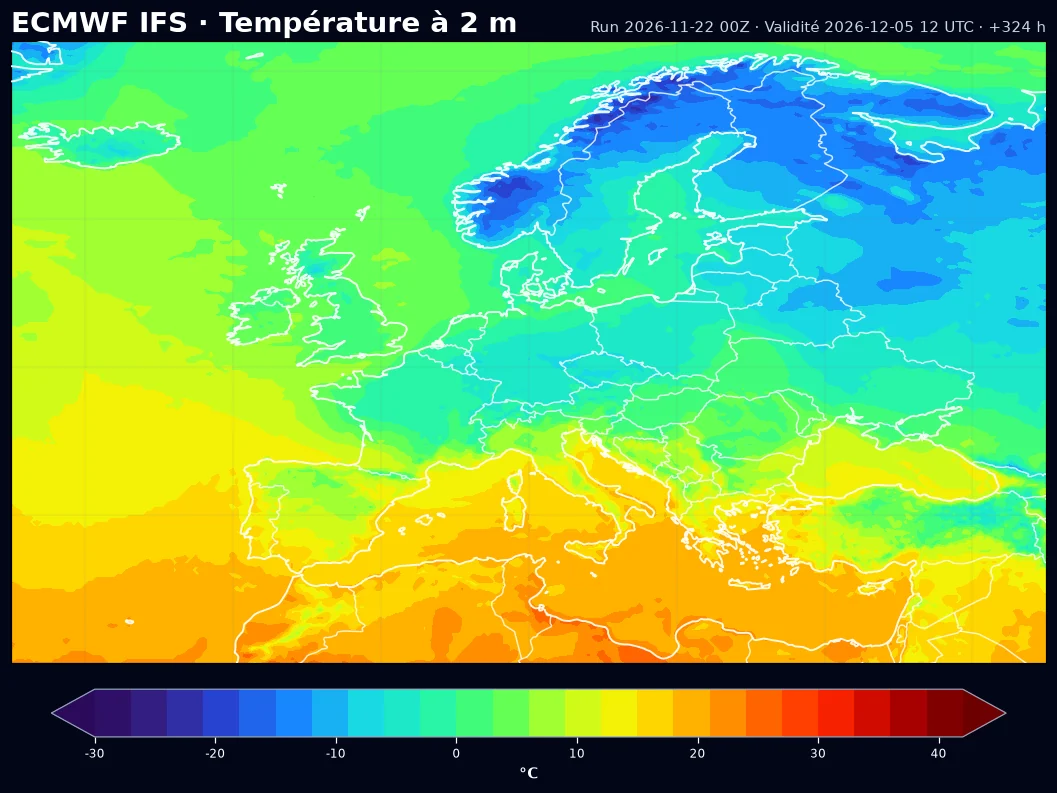 ECMWF IFS · Température à 2 m
Run 2026-11-22 00Z · Validité 2026-12-05 12 UTC · +324 h
-30 -20 -10 0 10 20 30 40
°C